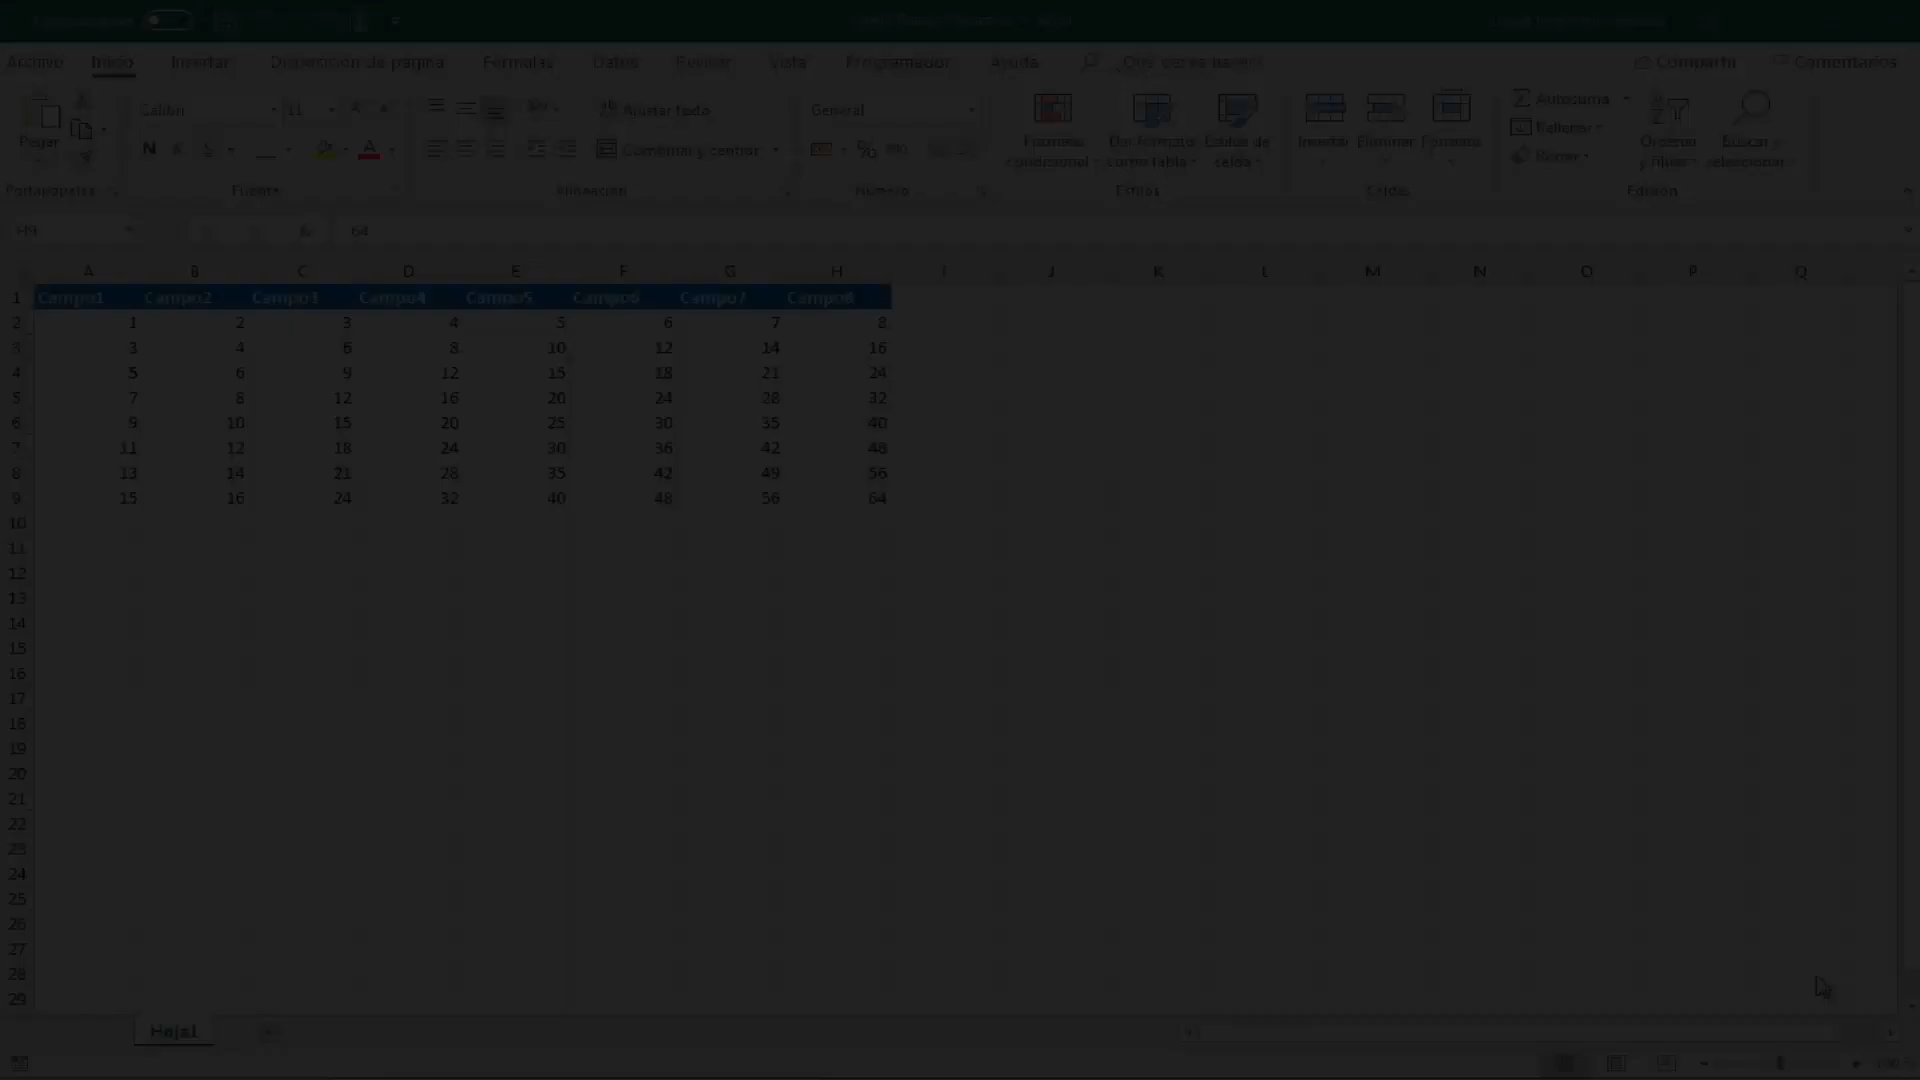 Archivo Inicio Insertar Disposición de página Fórmulas Datos Revisar Vista Programador Ayuda ¿Qué desea hacer? Compartir Comentarios
Pegar Calibri 11 Ajustar texto General Formato condicional Dar formato como tabla Estilos de celda Insertar Eliminar Formato Autosuma Rellenar Borrar Ordenar y filtrar Buscar y seleccionar
N K S A Combinar y centrar % 000
Portapapeles Fuente Alineación Número Estilos Celdas Edición
H9 fx 64
A B C D E F G H I J K L M N O P Q
1 Campo1 Campo2 Campo3 Campo4 Campo5 Campo6 Campo7 Campo8
2 1 2 3 4 5 6 7 8
3 3 4 6 8 10 12 14 16
4 5 6 9 12 15 18 21 24
5 7 8 12 16 20 24 28 32
6 9 10 15 20 25 30 35 40
7 11 12 18 24 30 36 42 48
8 13 14 21 28 35 42 49 56
9 15 16 24 32 40 48 56 64
10
11
12
13
14
15
16
17
18
19
20
21
22
23
24
25
26
27
28
29
Hoja1